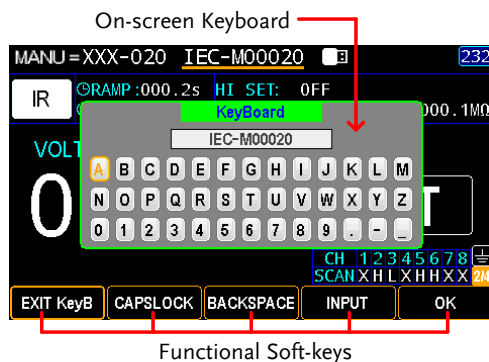 On-screen Keyboard
MANU=XXX-020 IEC-M00020 232
IR RAMP:000.2s HI SET: OFF
000.1MΩ
KeyBoard
IEC-M00020
VOLT
A B C D E F G H I J K L M
N O P Q R S T U V W X Y Z
0 1 2 3 4 5 6 7 8 9 . - _
0 T
CH 1 2 3 4 5 6 7 8
SCAN X H L X H H X X 2/4
EXIT KeyB CAPSLOCK BACKSPACE INPUT OK
Functional Soft-keys